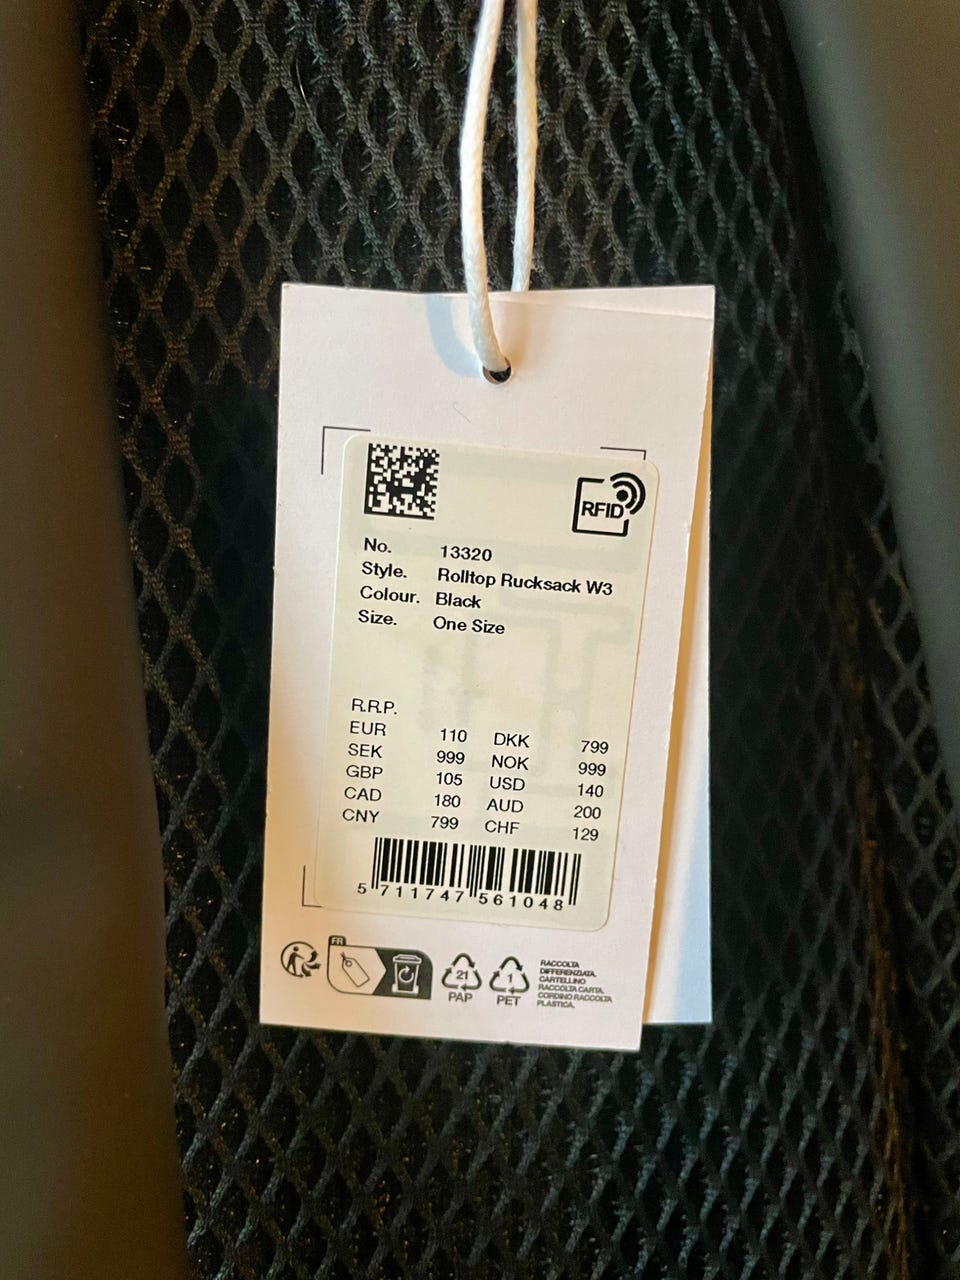 RFID
No. 13320
Style. Rolltop Rucksack W3
Colour. Black
Size. One Size
R.R.P.
EUR 110 DKK 799
SEK 999 NOK 999
GBP 105 USD 140
CAD 180 AUD 200
CNY 799 CHF 129
5 711747 561048
FR
21 1
PAP PET
RACCOLTA
DIFFERENZIATA.
CARTELLINO
RACCOLTA CARTA.
CORDINO RACCOLTA
PLASTICA.